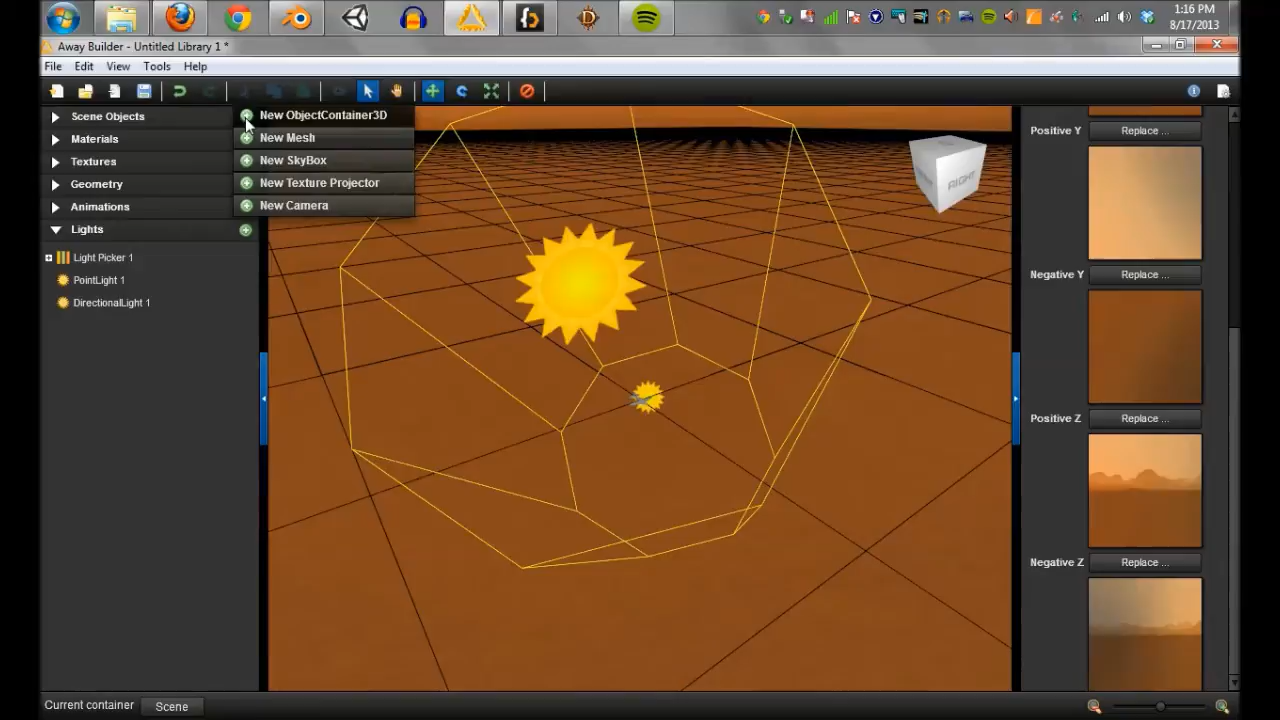 1:16 PM
8/17/2013
Away Builder - Untitled Library 1 *
File Edit View Tools Help
Scene Objects
Materials
Textures
Geometry
Animations
Lights
Light Picker 1
PointLight 1
DirectionalLight 1
New ObjectContainer3D
New Mesh
New SkyBox
New Texture Projector
New Camera
RIGHT
Positive Y Replace ...
Negative Y Replace ...
Positive Z Replace ...
Negative Z Replace ...
Current container Scene